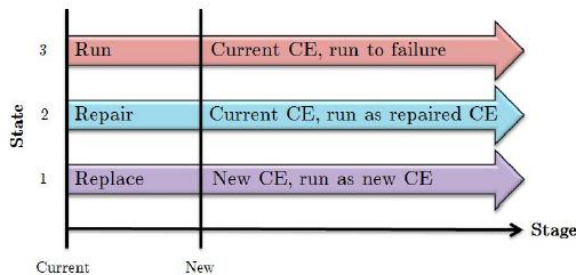 3 Run Current CE, run to failure
State 2 Repair Current CE, run as repaired CE
1 Replace New CE, run as new CE
Stage
Current New